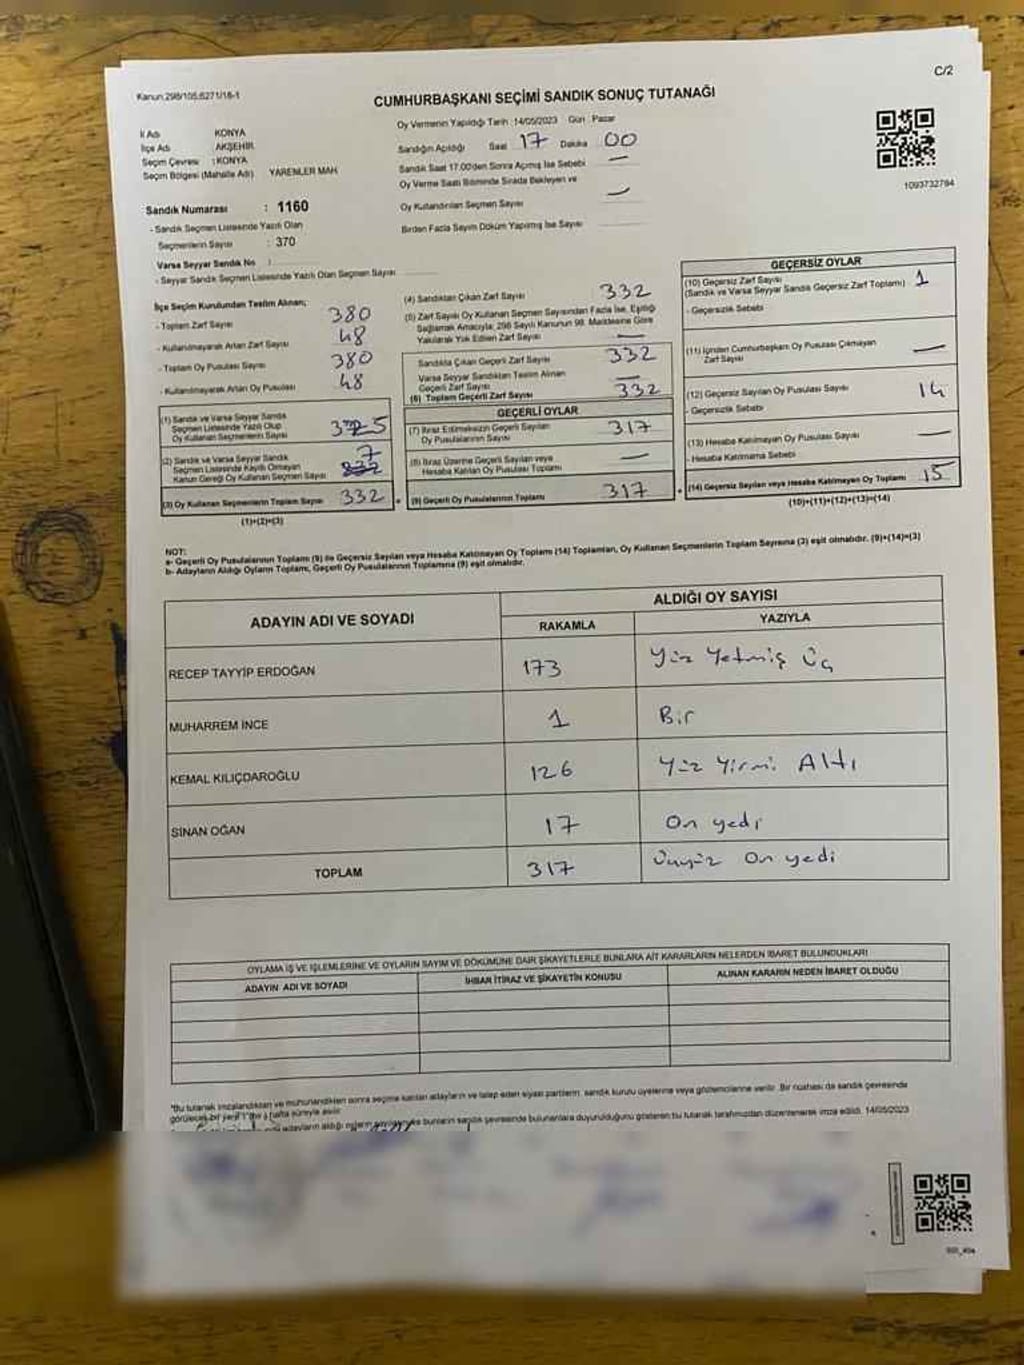 C/2
Kanun 298/105,6271/18-1
CUMHURBAŞKANI SEÇİMİ SANDIK SONUÇ TUTANAĞI
İl Adı KONYA
İlçe Adı AKŞEHİR
Seçim Çevresi : KONYA
Seçim Bölgesi (Mahalle Adı) YARENLER MAH
Sandık Numarası : 1160
- Sandık Seçmen Listesinde Yazılı Olan
Seçmenlerin Sayısı : 370
Varsa Seyyar Sandık No :
- Seyyar Sandık Seçmen Listesinde Yazılı Olan Seçmen Sayısı
Oy Vermenin Yapıldığı Tarih : 14/05/2023 Gün : Pazar
Sandığın Açıldığı Saat 17 Dakika 00
Sandık Saat 17.00'den Sonra Açılmış İse Sebebi —
Oy Verme Saati Bitiminde Sırada Bekleyen ve
Oy Kullandırılan Seçmen Sayısı —
Birden Fazla Sayım Döküm Yapılmış İse Sayısı
1093732784
İlçe Seçim Kurulundan Teslim Alınan;
- Toplam Zarf Sayısı 380
- Kullanılmayarak Artan Zarf Sayısı 48
- Toplam Oy Pusulası Sayısı 380
- Kullanılmayarak Artan Oy Pusulası 48
(1) Sandık ve Varsa Seyyar Sandık
Seçmen Listesinde Yazılı Olup
Oy Kullanan Seçmenlerin Sayısı 325
(2) Sandık ve Varsa Seyyar Sandık
Seçmen Listesinde Kayıtlı Olmayan
Kanun Gereği Oy Kullanan Seçmen Sayısı 7
(3) Oy Kullanan Seçmenlerin Toplam Sayısı 332
(1)+(2)=(3)
(4) Sandıktan Çıkan Zarf Sayısı 332
(5) Zarf Sayısı Oy Kullanan Seçmen Sayısından Fazla İse, Eşitliği
Sağlamak Amacıyla, 298 Sayılı Kanunun 98. Maddesine Göre
Yakılarak Yok Edilen Zarf Sayısı —
Sandıkta Çıkan Geçerli Zarf Sayısı 332
Varsa Seyyar Sandıktan Teslim Alınan
Geçerli Zarf Sayısı —
(6) Toplam Geçerli Zarf Sayısı 332
GEÇERLİ OYLAR
(7) İtiraz Edilmeksizin Geçerli Sayılan
Oy Pusulalarının Sayısı 317
(8) İtiraz Üzerine Geçerli Sayılan veya
Hesaba Katılan Oy Pusulası Toplamı —
(9) Geçerli Oy Pusulalarının Toplamı 317
GEÇERSİZ OYLAR
(10) Geçersiz Zarf Sayısı 1
(Sandık ve Varsa Seyyar Sandık Geçersiz Zarf Toplamı)
- Geçersizlik Sebebi
(11) İçinden Cumhurbaşkanı Oy Pusulası Çıkmayan
Zarf Sayısı —
(12) Geçersiz Sayılan Oy Pusulası Sayısı 14
- Geçersizlik Sebebi
(13) Hesaba Katılmayan Oy Pusulası Sayısı —
- Hesaba Katılmama Sebebi
(14) Geçersiz Sayılan veya Hesaba Katılmayan Oy Toplamı 15
(10)+(11)+(12)+(13)=(14)
NOT:
a- Geçerli Oy Pusulalarının Toplamı (9) ile Geçersiz Sayılan veya Hesaba Katılmayan Oy Toplamı (14) Toplamları, Oy Kullanan Seçmenlerin Toplam Sayısına (3) eşit olmalıdır. (9)+(14)=(3)
b- Adayların Aldığı Oyların Toplamı, Geçerli Oy Pusulalarının Toplamına (9) eşit olmalıdır.
ADAYIN ADI VE SOYADI ALDIĞI OY SAYISI
RAKAMLA YAZIYLA
RECEP TAYYİP ERDOĞAN 173 Yüz Yetmiş Üç
MUHARREM İNCE 1 Bir
KEMAL KILIÇDAROĞLU 126 Yüz Yirmi Altı
SİNAN OĞAN 17 On yedi
TOPLAM 317 Üçyüz On yedi
OYLAMA İŞ VE İŞLEMLERİNE VE OYLARIN SAYIM VE DÖKÜMÜNE DAİR ŞİKAYETLERLE BUNLARA AİT KARARLARIN NELERDEN İBARET BULUNDUKLARI
ADAYIN ADI VE SOYADI İHBAR İTİRAZ VE ŞİKAYETİN KONUSU ALINAN KARARIN NEDEN İBARET OLDUĞU
*Bu tutanak imzalandıktan ve mühürlendikten sonra seçime katılan adayların ve talep eden siyasi partilerin sandık kurulu üyelerine veya gözlemcilerine verilir. Bir nüshası da sandık çevresinde
görülecek bir yere 1 (bir) hafta süreyle asılır.
adayların aldığı oyların bunların sandık çevresinde bulunanlara duyurulduğunu gösteren bu tutanak tarafımızdan düzenlenerek imza edildi. 14/05/2023